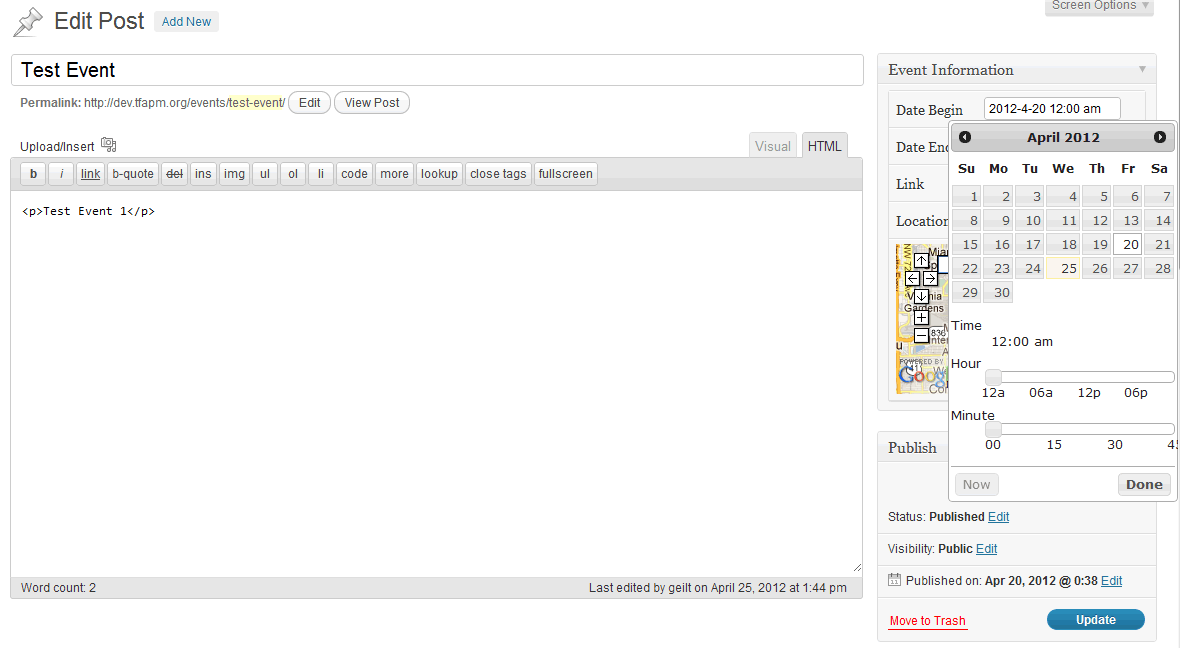 Edit Post Add New
Screen Options
Test Event
Permalink: http://dev.tfapm.org/events/test-event/ Edit View Post
Upload/Insert
Visual HTML
b i link b-quote del ins img ul ol li code more lookup close tags fullscreen
<p>Test Event 1</p>
Word count: 2
Last edited by geilt on April 25, 2012 at 1:44 pm
Event Information
Date Begin 2012-4-20 12:00 am
Date End
Link
Location
NW 72
Gardens
836
POWERED BY
Google
April 2012
Su Mo Tu We Th Fr Sa
1 2 3 4 5 6 7
8 9 10 11 12 13 14
15 16 17 18 19 20 21
22 23 24 25 26 27 28
29 30
Time
12:00 am
Hour
12a 06a 12p 06p
Minute
00 15 30 45
Now Done
Publish
Status: Published Edit
Visibility: Public Edit
Published on: Apr 20, 2012 @ 0:38 Edit
Move to Trash Update